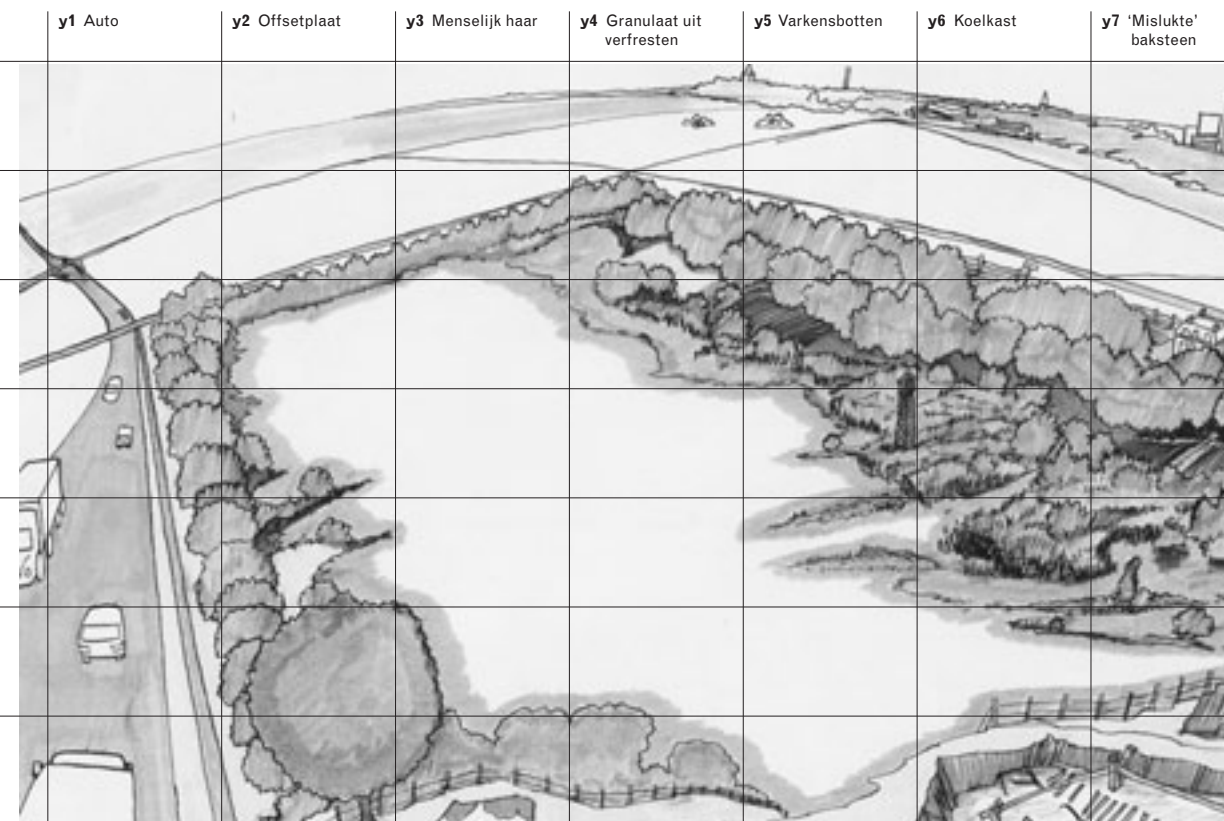 y1 Auto
y2 Offsetplaat
y3 Menselijk haar
y4 Granulaat uit
verfresten
y5 Varkensbotten
y6 Koelkast
y7 ‘Mislukte’
baksteen